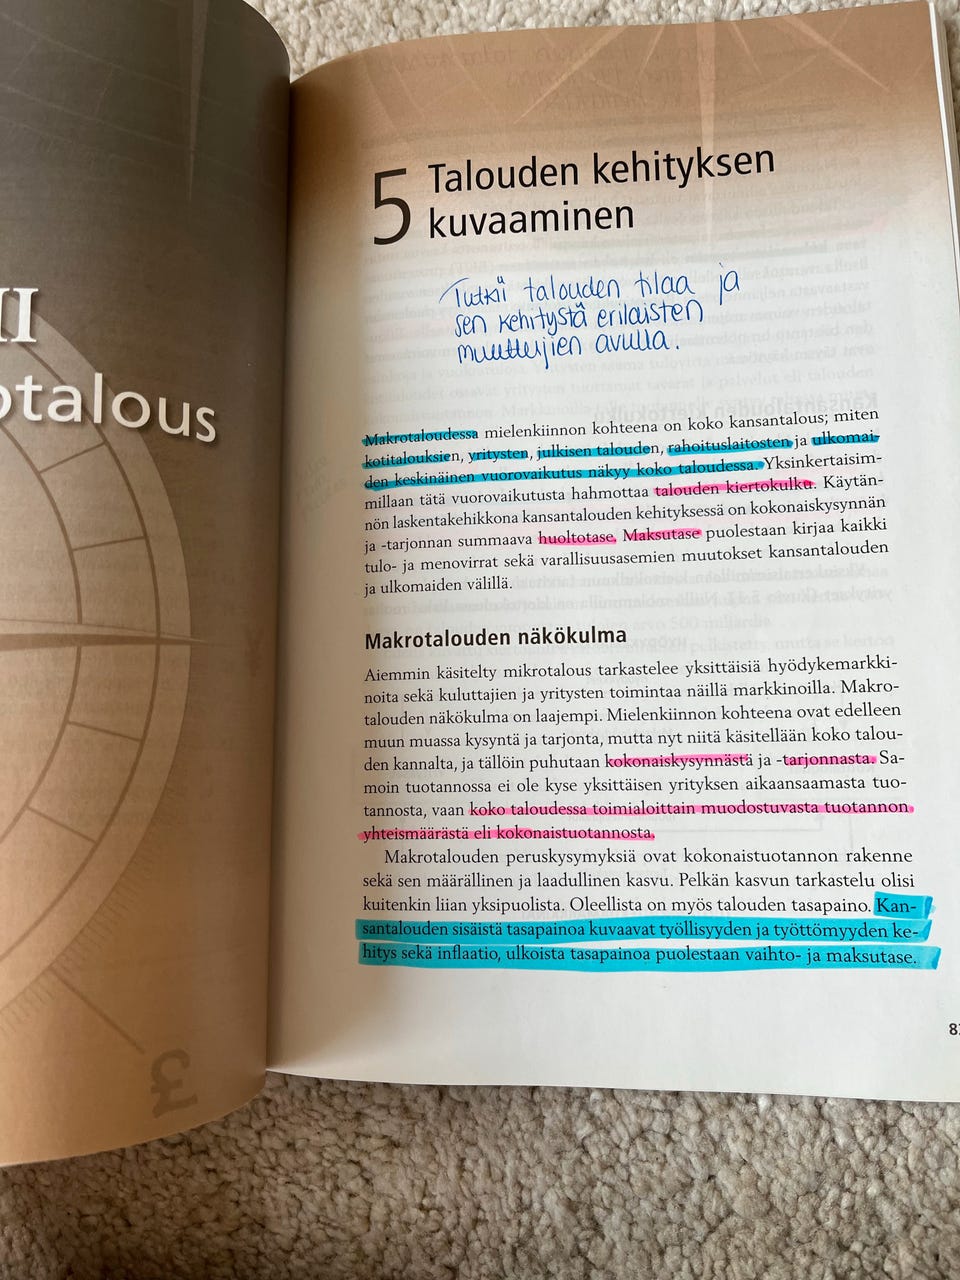 II
otalous
£
5 Talouden kehityksen
kuvaaminen
Tutkii talouden tilaa ja
sen kehitystä erilaisten
muuttujien avulla.
Makrotaloudessa mielenkiinnon kohteena on koko kansantalous; miten
kotitalouksien, yritysten, julkisen talouden, rahoituslaitosten ja ulkomai-
den keskinäinen vuorovaikutus näkyy koko taloudessa. Yksinkertaisim-
millaan tätä vuorovaikutusta hahmottaa talouden kiertokulku. Käytän-
nön laskentakehikkona kansantalouden kehityksessä on kokonaiskysynnän
ja -tarjonnan summaava huoltotase. Maksutase puolestaan kirjaa kaikki
tulo- ja menovirrat sekä varallisuusasemien muutokset kansantalouden
ja ulkomaiden välillä.
Makrotalouden näkökulma
Aiemmin käsitelty mikrotalous tarkastelee yksittäisiä hyödykemarkki-
noita sekä kuluttajien ja yritysten toimintaa näillä markkinoilla. Makro-
talouden näkökulma on laajempi. Mielenkiinnon kohteena ovat edelleen
muun muassa kysyntä ja tarjonta, mutta nyt niitä käsitellään koko talou-
den kannalta, ja tällöin puhutaan kokonaiskysynnästä ja -tarjonnasta. Sa-
moin tuotannossa ei ole kyse yksittäisen yrityksen aikaansaamasta tuo-
tannosta, vaan koko taloudessa toimialoittain muodostuvasta tuotannon
yhteismäärästä eli kokonaistuotannosta.
Makrotalouden peruskysymyksiä ovat kokonaistuotannon rakenne
sekä sen määrällinen ja laadullinen kasvu. Pelkän kasvun tarkastelu olisi
kuitenkin liian yksipuolista. Oleellista on myös talouden tasapaino. Kan-
santalouden sisäistä tasapainoa kuvaavat työllisyyden ja työttömyyden ke-
hitys sekä inflaatio, ulkoista tasapainoa puolestaan vaihto- ja maksutase.